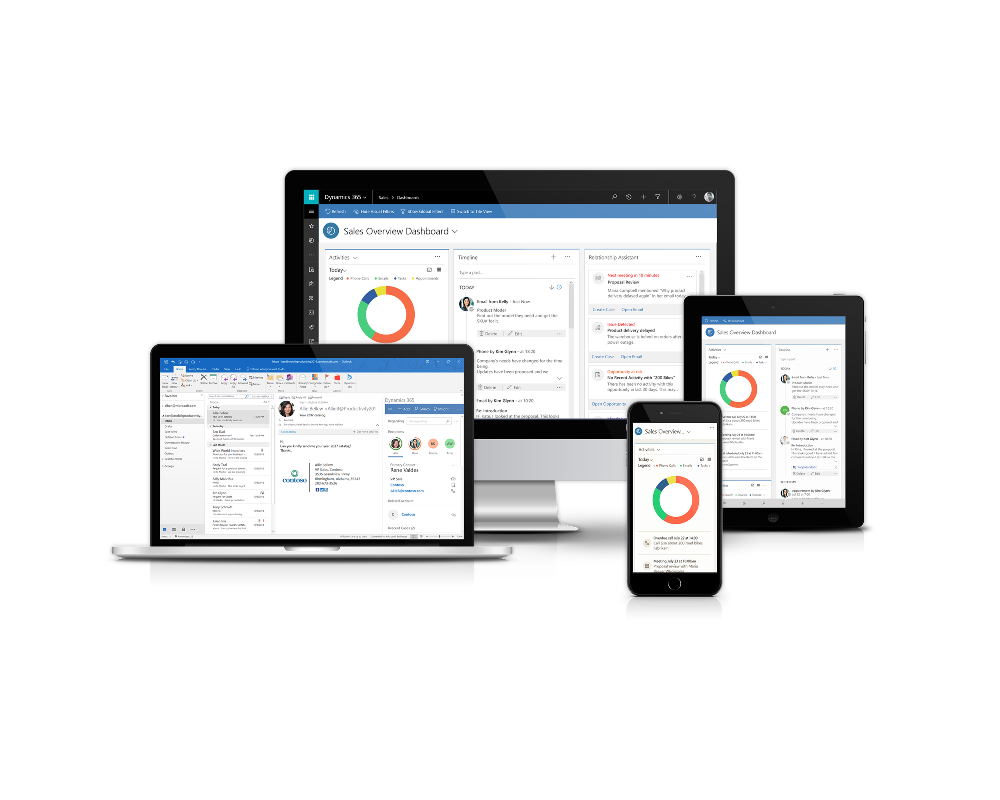 Dynamics 365
Sales > Dashboards
Refresh Hide Visual Filters Show Global Filters Switch to Tile View
Sales Overview Dashboard
Activities
Today
Legend Phone Calls Emails Tasks Appointments
Timeline
Type a post...
TODAY
Email from Kelly - Just Now
Product Model
Find out the model they need and get the
SKU# for it.
Delete Edit
Phone by Kim Glynn - at 18:20
Company's needs have changed for the time
being.
Updates have been proposed and we
Delete Edit
Email by Kim Glynn - at 10:20
Re: Introduction
Hi Kate, I looked at the proposal. This looks
Relationship Assistant
Next meeting in 10 minutes
Proposal Review
Maria Campbell mentioned "Why product
delivery delayed again" in her email today
Create Case Open Email
Issue Detected
Product delivery delayed
The warehouse is behnd on orders after
power outage.
Create Case Open Email
Opportunity at risk
No Recent Activity with "200 Bikes"
There has been no activity with this
opportunity in last 30 days. This may...
Open Opportunity
Inbox - ben@mobileproductivity2016.onmicrosoft.com - Outlook
File Home Send / Receive Folder View Help Tell me what you want to do
New Email
New Items
Ignore
Clean Up
Junk
Delete Archive
Reply Reply All Forward
Meeting
More
Move Rules OneNote
Unread/ Read Categorize Follow Up
Store
Dynamics 365
New Delete Respond Move Tags Add-ins
Favorites
elben@microsoft.com
ben@mobileproductivity...
Inbox
Drafts
Sent Items
Deleted Items 4
Conversation History
Junk Email
Outbox
Search Folders
Groups
Search Current Mailbox Current Mailbox
Inbox All
Today
Allie Bellew
Year 2017 catalog 12:29 PM
Hi, Can you kindly send me
Yesterday
Ben Elad
Coffee tomorrow? Tue 12:44 PM
Ben Elad Microsoft Dynamics
Last Month
Wide World Importers
Thank you for your business! -... 10/6/2016
Hello Marko, Here is the invoice
Andy Teal
Request for a quote on some f... 10/6/2016
Hello Marko, We are planning
Sally McArthur
Hello! 10/6/2016
Hello Marko, This email is just
Jim Glynn
Request for Quote 10/5/2016
Hi Marko, Great presentation
Tony Schmidt
Interest 10/5/2016
I'm interested in purchasing
Julian Isla
Needs Review: Final Presentati... 10/5/2016
Karen, Can you review the final
Reply Reply All Forward
Wed 11/30/2016 12:29 PM
Allie Bellew <AllieB@Productivity201
Year 2017 catalog
To Ben Elad
Cc Sara Davis; Pavel Bansky; Bonnie Kearney; Anne Wallace
Action Items + Get more add-ins
Hi,
Can you kindly send me your year 2017 catalog?
Thanks,
contoso
Allie Bellow
VP Sales, Contoso
3535 Grandview Pkwy
Birmingham, Alabama,35243
202-673-3526
Dynamics 365
Add Search Insight
Regarding Set regarding
Recipients
BK AW
Allie Rene Bonnie Anne
Primary Contact
Rene Valdes
VP Sale
Contoso
AllieB@contoso.com
Related Account
C Contoso
Recent Cases (2)
Items: 12 Reminders: 26
All folders are up to date. Connected to: Microsoft Exchange 100%
Refresh Set as Default
Sales Overview Dashboard
Activities
Today
Legend Phone Calls Emails Tasks
Timeline
Type a post...
TODAY
Email from Kelly - Just Now
Product Model
Fibd out the model they need and
get the SKU# for it.
Delete Edit
KG
Phone by Kim Glynn - at 18:20
Company's needs have changed
for the time being.
Updates have been proposed and
Delete Edit
Email by Kim Glynn - at 10:20
Re: Introduction
Hi Kate, I looked at the proposal.
This looks good. I have added few
comments inline. Lets talk in the
Proposal.docx
Delete Edit
YESTERDAY
Appointment by Kim Glynn -
Jul 22 at 7:00
call July 22 at 14:00
Lisa about 200 road bikes
July 23 at 10:00am
review with Maria
Wholesales
scheduled July 23 at 11:00am
the new line items on the
Systems
Qualify Develop Propose
Sales Overview...
Activities
Today
Legend Phone Calls Emails Tasks
Overdue call July 22 at 14:00
Call Lisa about 200 road bikes
Fabrikam
Meeting July 23 at 10:00am
Proposal review with Maria
Beaver Wholesales